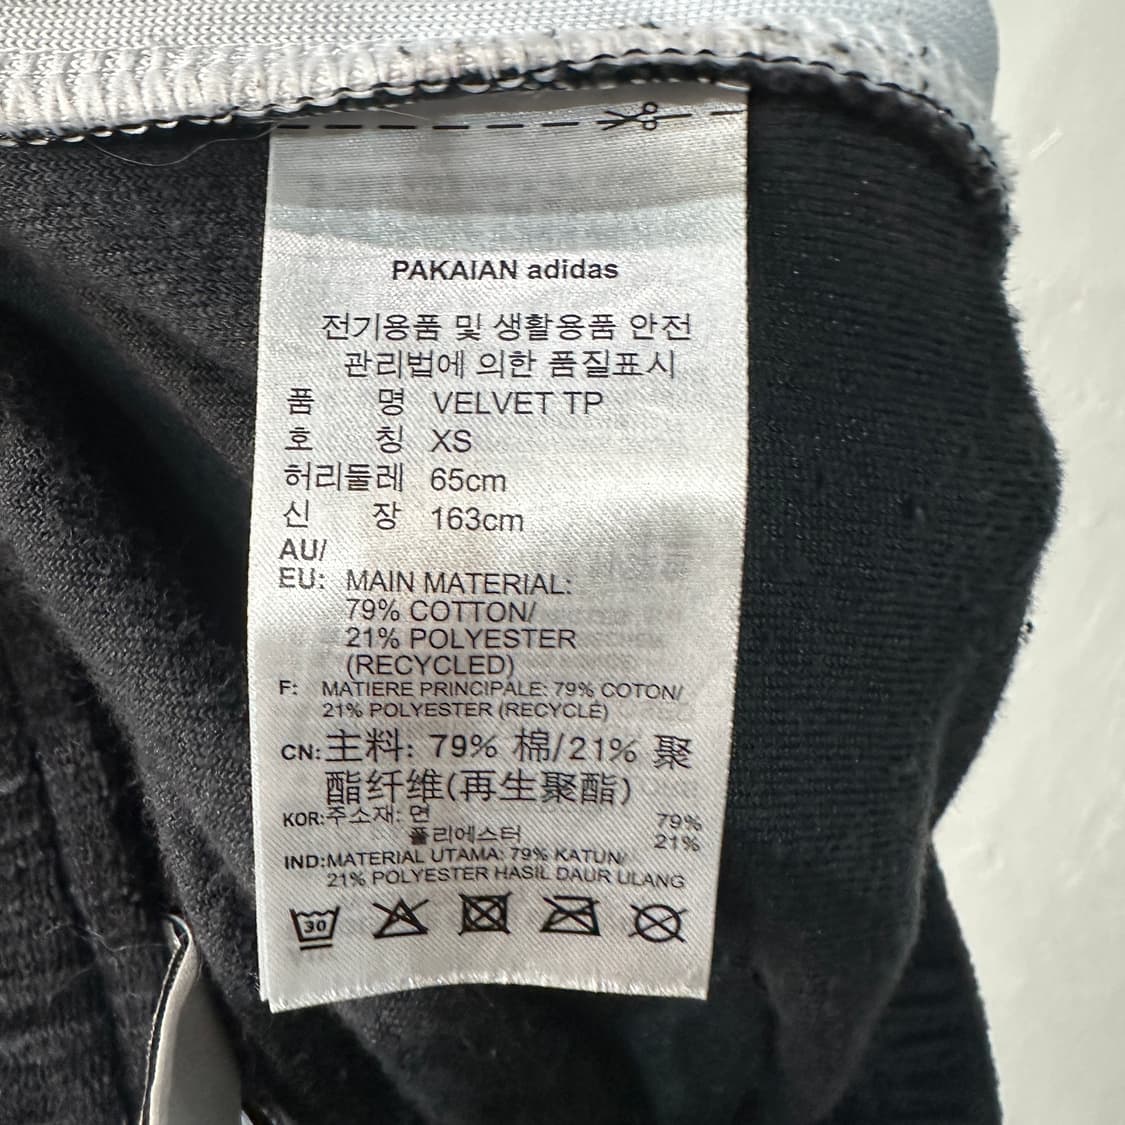 PAKAIAN adidas
전기용품 및 생활용품 안전
관리법에 의한 품질표시
품 명 VELVET TP
호 칭 XS
허리둘레 65cm
신 장 163cm
AU/
EU: MAIN MATERIAL:
79% COTTON/
21% POLYESTER
(RECYCLED)
F: MATIERE PRINCIPALE: 79% COTON/
21% POLYESTER (RECYCLÉ)
CN: 主料: 79% 棉/21% 聚
酯纤维(再生聚酯)
KOR: 주소재: 면 79%
폴리에스터 21%
IND: MATERIAL UTAMA: 79% KATUN/
21% POLYESTER HASIL DAUR ULANG
30